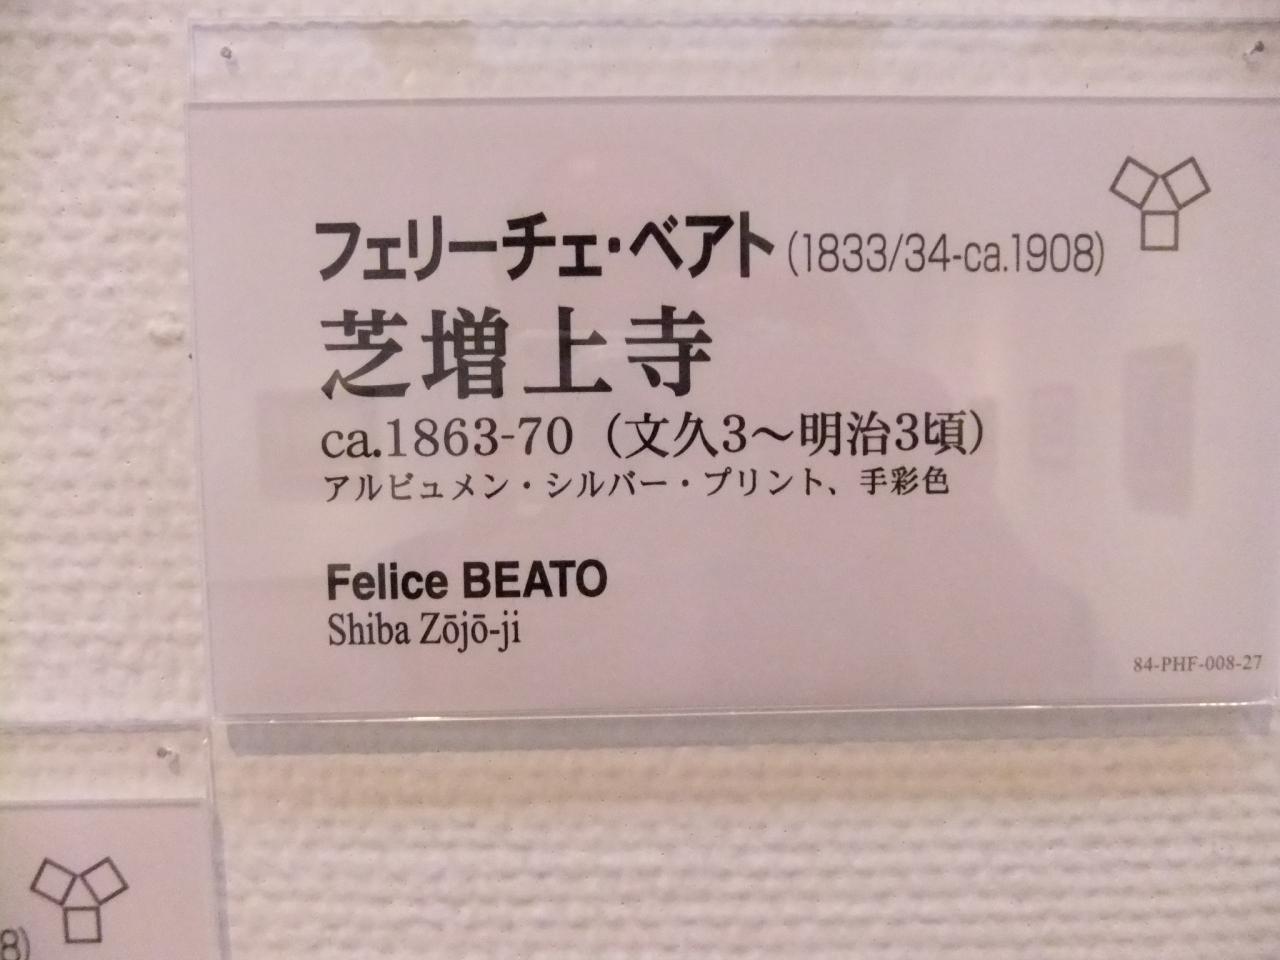 フェリーチェ・ベアト(1833/34-ca.1908)
芝増上寺
ca.1863-70（文久3～明治3頃）
アルビュメン・シルバー・プリント、手彩色
Felice BEATO
Shiba Zōjō-ji
84-PHF-008-27
8)